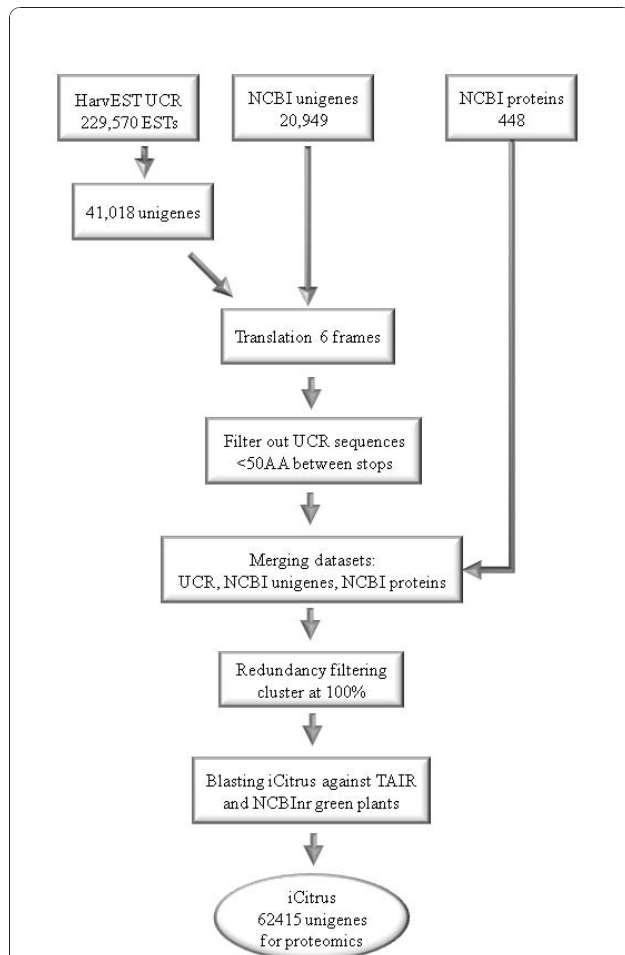 HarvEST UCR
229,570 ESTs
NCBI unigenes
20,949
NCBI proteins
448
41,018 unigenes
Translation 6 frames
Filter out UCR sequences
<50AA between stops
Merging datasets:
UCR, NCBI unigenes, NCBI proteins
Redundancy filtering
cluster at 100%
Blasting iCitrus against TAIR
and NCBInr green plants
iCitrus
62415 unigenes
for proteomics